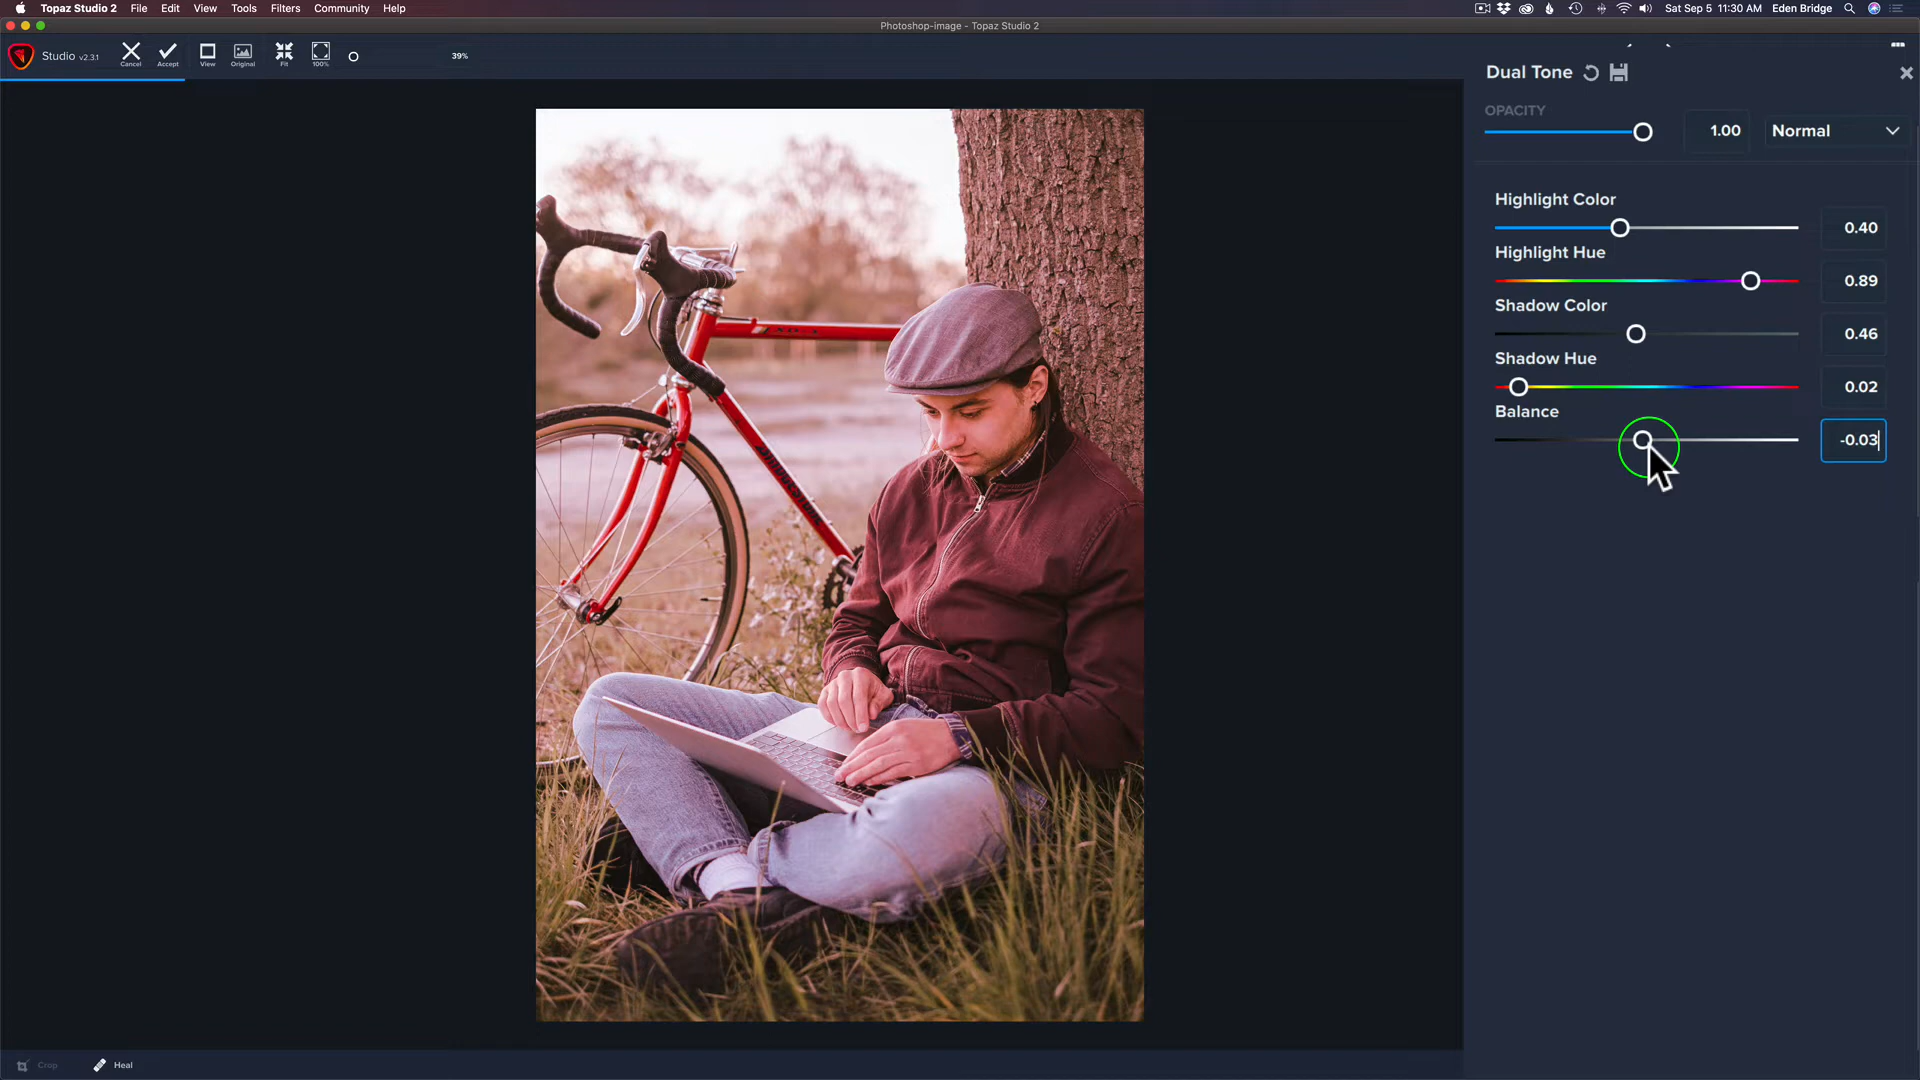 Topaz Studio 2 File Edit View Tools Filters Community Help Sat Sep 5 11:30 AM Eden Bridge
Photoshop-image - Topaz Studio 2
Studio v2.3.1 Cancel Accept View Original Fit 100% 39%
Dual Tone
OPACITY
1.00 Normal
Highlight Color
0.40
Highlight Hue
0.89
Shadow Color
0.46
Shadow Hue
0.02
Balance
-0.03
Crop Heal